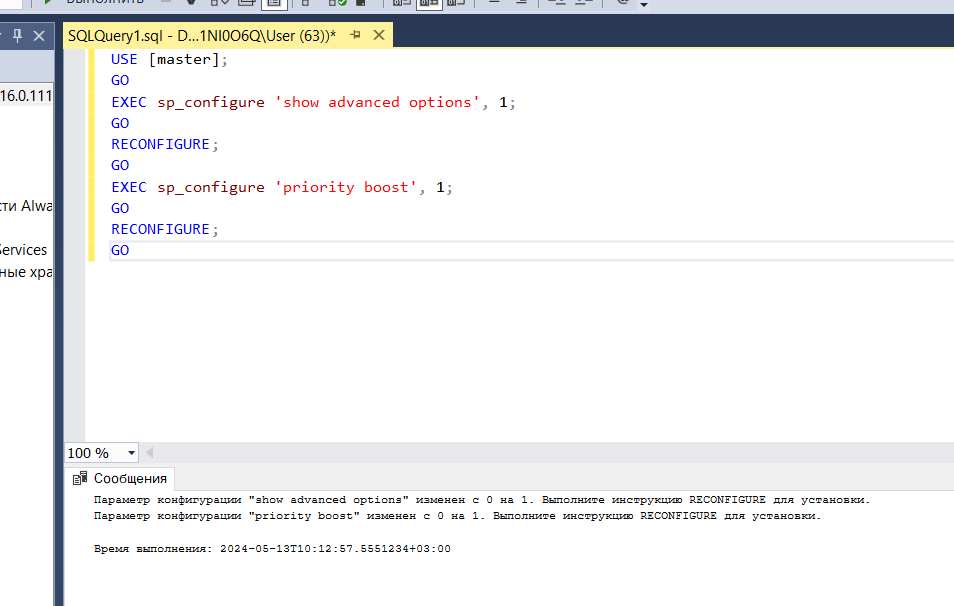 ВЫПОЛНИТЬ
SQLQuery1.sql - D...1NI0O6Q\User (63))*
16.0.111
сти Alwa
Services
ные хра
USE [master];
GO
EXEC sp_configure 'show advanced options', 1;
GO
RECONFIGURE;
GO
EXEC sp_configure 'priority boost', 1;
GO
RECONFIGURE;
GO
100 %
Сообщения
Параметр конфигурации "show advanced options" изменен с 0 на 1. Выполните инструкцию RECONFIGURE для установки.
Параметр конфигурации "priority boost" изменен с 0 на 1. Выполните инструкцию RECONFIGURE для установки.
Время выполнения: 2024-05-13T10:12:57.5551234+03:00